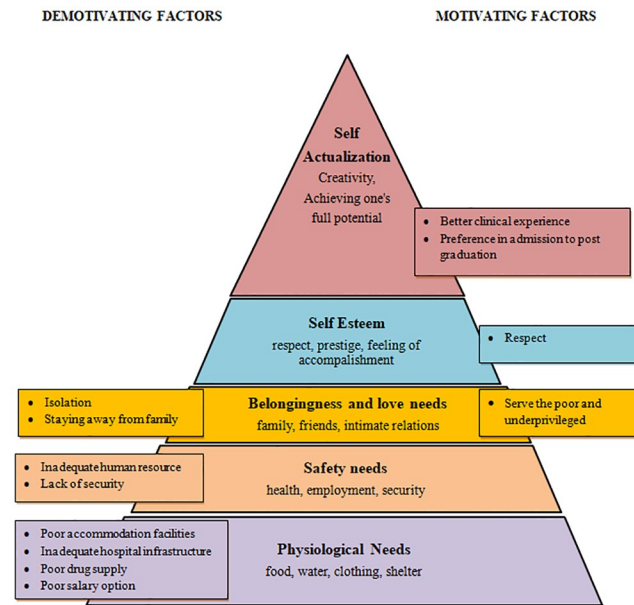 DEMOTIVATING FACTORS
MOTIVATING FACTORS
Self
Actualization
Creativity,
Achieving one's
full potential
• Better clinical experience
• Preference in admission to post
graduation
Self Esteem
respect, prestige, feeling of
accompalishment
• Respect
• Isolation
• Staying away from family
Belongingness and love needs
family, friends, intimate relations
• Serve the poor and
underprivileged
• Inadequate human resource
• Lack of security
Safety needs
health, employment, security
• Poor accommodation facilities
• Inadequate hospital infrastructure
• Poor drug supply
• Poor salary option
Physiological Needs
food, water, clothing, shelter